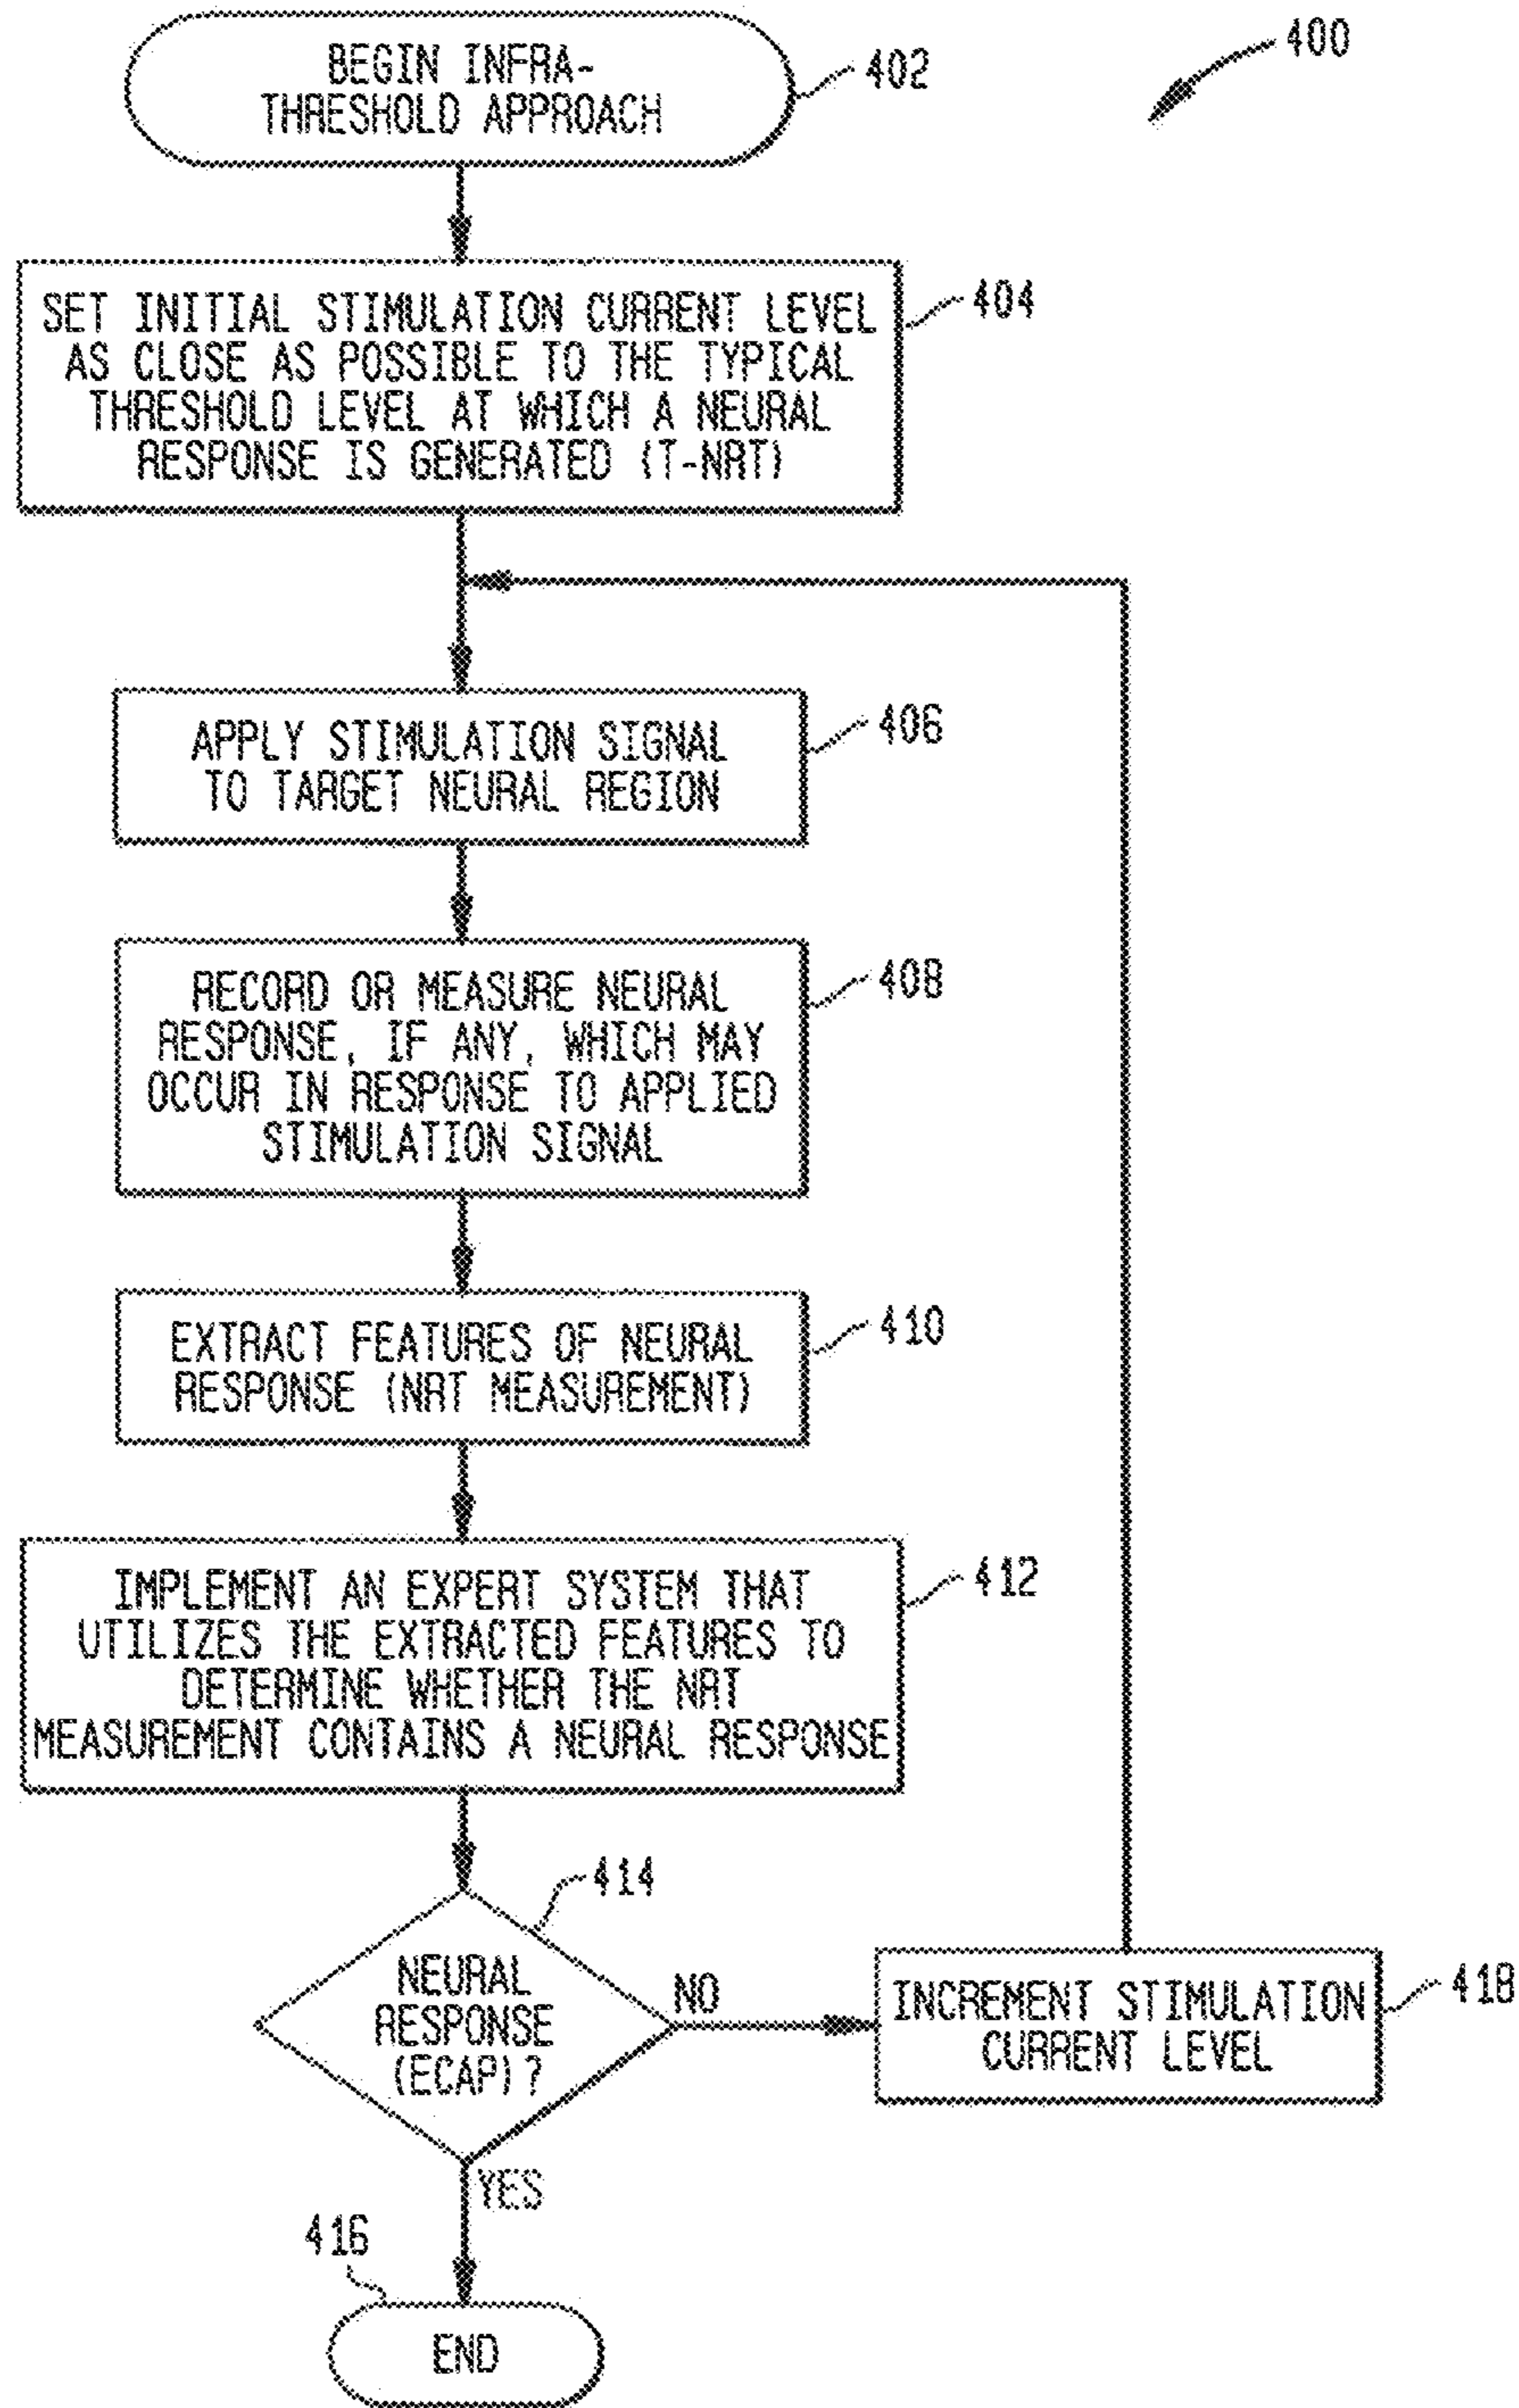 400
BEGIN INFRA-
THRESHOLD APPROACH
402
SET INITIAL STIMULATION CURRENT LEVEL
AS CLOSE AS POSSIBLE TO THE TYPICAL
THRESHOLD LEVEL AT WHICH A NEURAL
RESPONSE IS GENERATED (T-NRT)
404
APPLY STIMULATION SIGNAL
TO TARGET NEURAL REGION
406
RECORD OR MEASURE NEURAL
RESPONSE, IF ANY, WHICH MAY
OCCUR IN RESPONSE TO APPLIED
STIMULATION SIGNAL
408
EXTRACT FEATURES OF NEURAL
RESPONSE (NRT MEASUREMENT)
410
IMPLEMENT AN EXPERT SYSTEM THAT
UTILIZES THE EXTRACTED FEATURES TO
DETERMINE WHETHER THE NRT
MEASUREMENT CONTAINS A NEURAL RESPONSE
412
414
NEURAL
RESPONSE
(ECAP)?
NO
INCREMENT STIMULATION
CURRENT LEVEL
418
YES
416
END